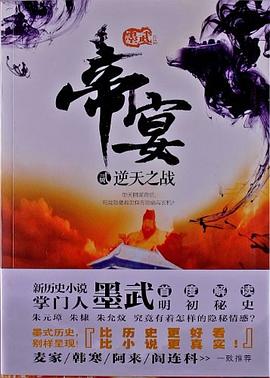 墨武
帝宴
贰 逆天之战
新历史小说
掌门人
墨武
首度解读
明初秘史
朱元璋 朱棣 朱允炆 究竟有着怎样的隐秘情感?
墨式历史,
别样呈现!
『比历史更好看
比小说更真实!』
麦家/韩寒/阿来/阎连科>>一致推荐